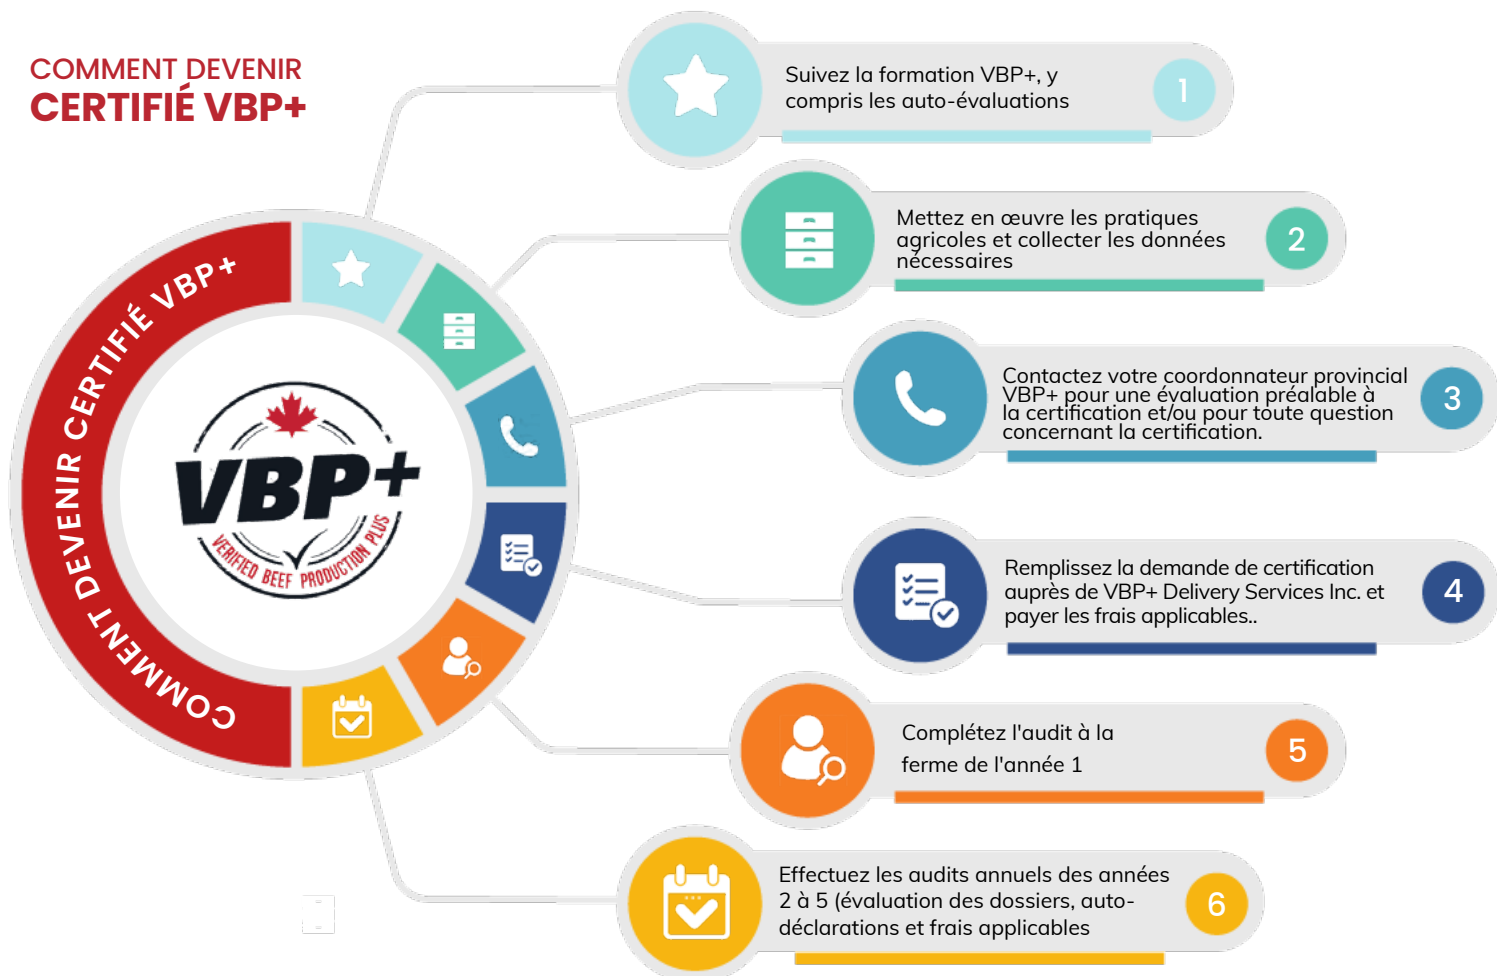 COMMENT DEVENIR
CERTIFIÉ VBP+
Suivez la formation VBP+, y
compris les auto-évaluations
1
Mettez en œuvre les pratiques
agricoles et collecter les données
nécessaires
2
Contactez votre coordonnateur provincial
VBP+ pour une évaluation préalable à
la certification et/ou pour toute question
concernant la certification.
3
Remplissez la demande de certification
auprès de VBP+ Delivery Services Inc. et
payer les frais applicables..
4
Complétez l'audit à la
ferme de l'année 1
5
Effectuez les audits annuels des années
2 à 5 (évaluation des dossiers, auto-
déclarations et frais applicables
6
COMMENT DEVENIR CERTIFIÉ VBP+
VBP+
VERIFIED BEEF PRODUCTION PLUS